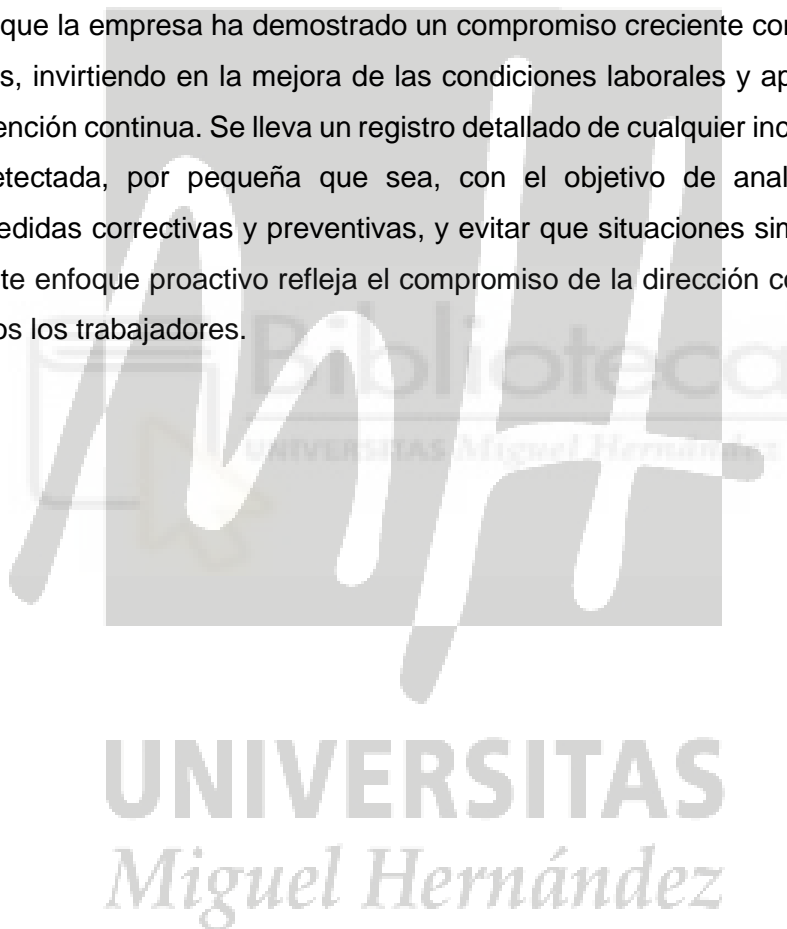 que la empresa ha demostrado un compromiso creciente con
s, invirtiendo en la mejora de las condiciones laborales y ap
ención continua. Se lleva un registro detallado de cualquier inc
etectada, por pequeña que sea, con el objetivo de anal
edidas correctivas y preventivas, y evitar que situaciones sim
te enfoque proactivo refleja el compromiso de la dirección co
os los trabajadores.
Biblioteca
UNIVERSITAS Miguel Hernández
UNIVERSITAS
Miguel Hernández